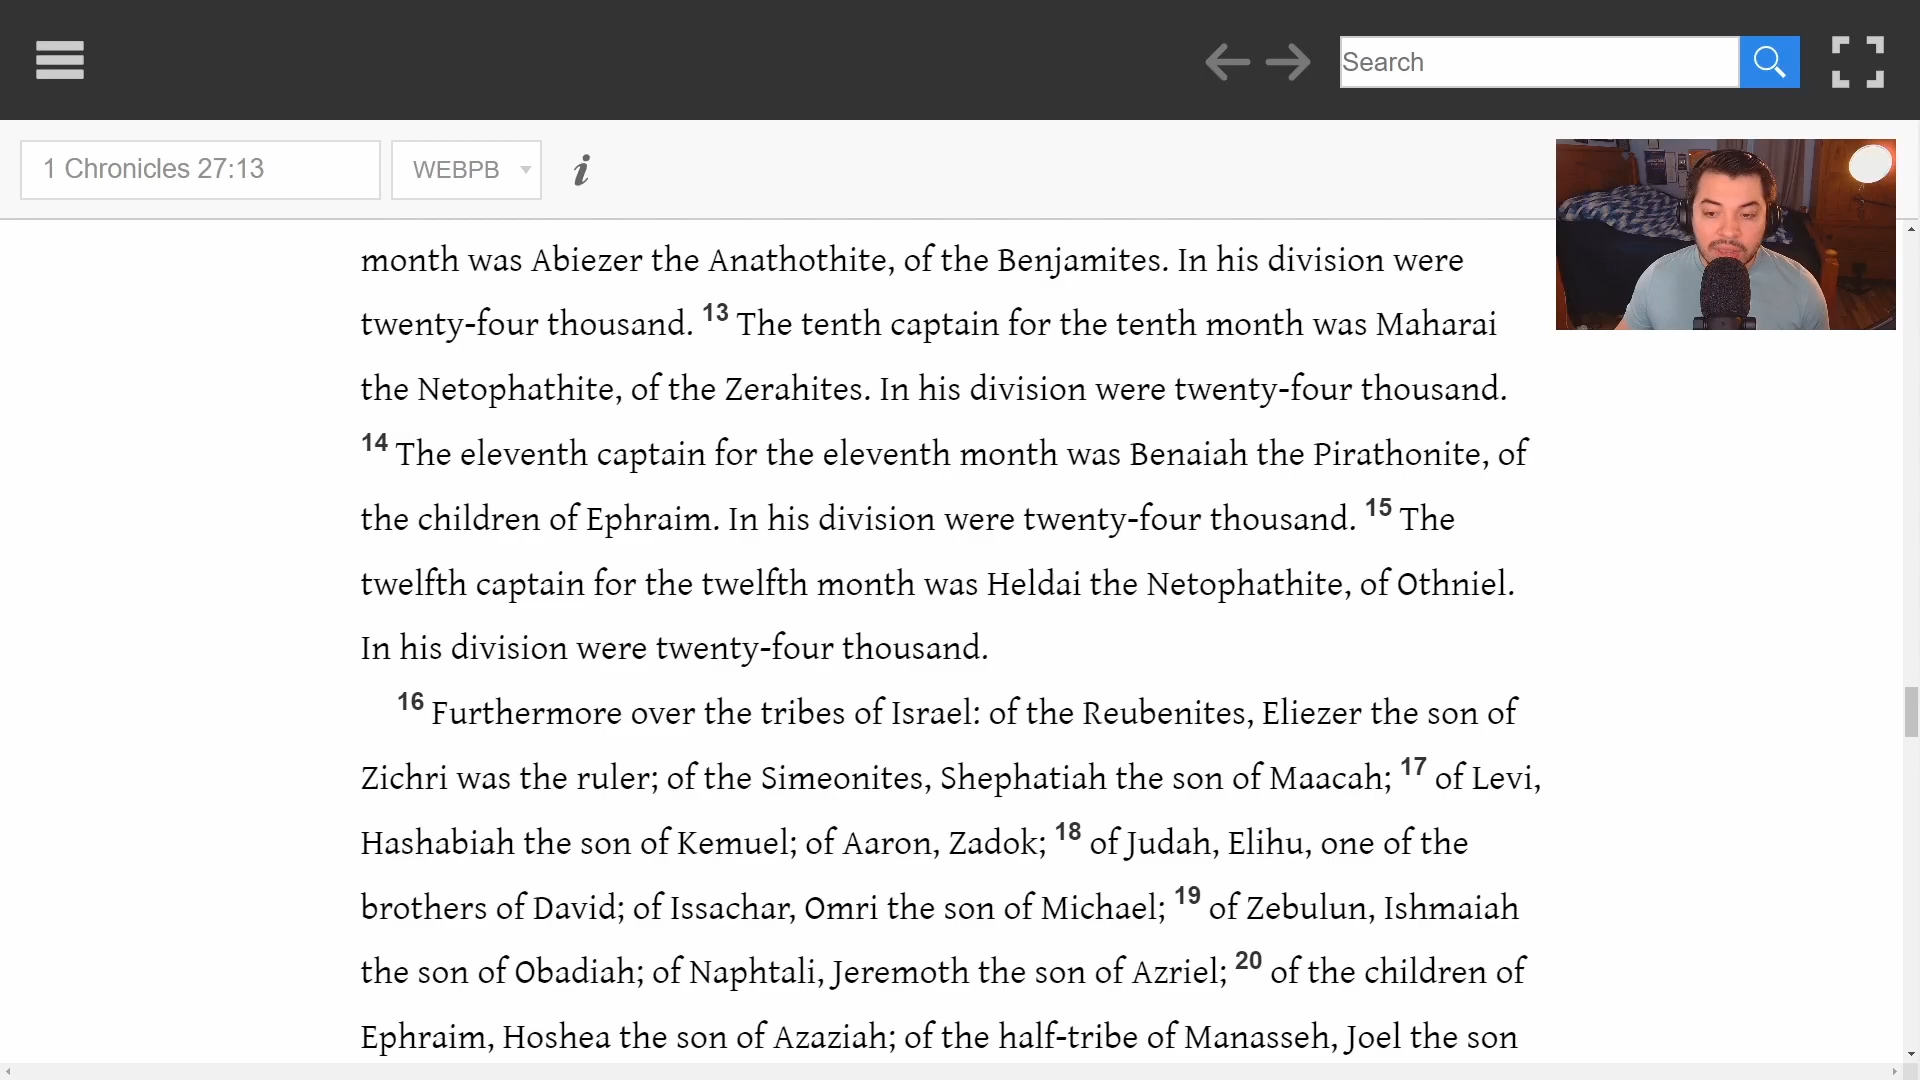 Search
1 Chronicles 27:13
WEBPB
i
month was Abiezer the Anathothite, of the Benjamites. In his division were
twenty-four thousand. 13 The tenth captain for the tenth month was Maharai
the Netophathite, of the Zerahites. In his division were twenty-four thousand.
14 The eleventh captain for the eleventh month was Benaiah the Pirathonite, of
the children of Ephraim. In his division were twenty-four thousand. 15 The
twelfth captain for the twelfth month was Heldai the Netophathite, of Othniel.
In his division were twenty-four thousand.
16 Furthermore over the tribes of Israel: of the Reubenites, Eliezer the son of
Zichri was the ruler; of the Simeonites, Shephatiah the son of Maacah; 17 of Levi,
Hashabiah the son of Kemuel; of Aaron, Zadok; 18 of Judah, Elihu, one of the
brothers of David; of Issachar, Omri the son of Michael; 19 of Zebulun, Ishmaiah
the son of Obadiah; of Naphtali, Jeremoth the son of Azriel; 20 of the children of
Ephraim, Hoshea the son of Azaziah; of the half-tribe of Manasseh, Joel the son